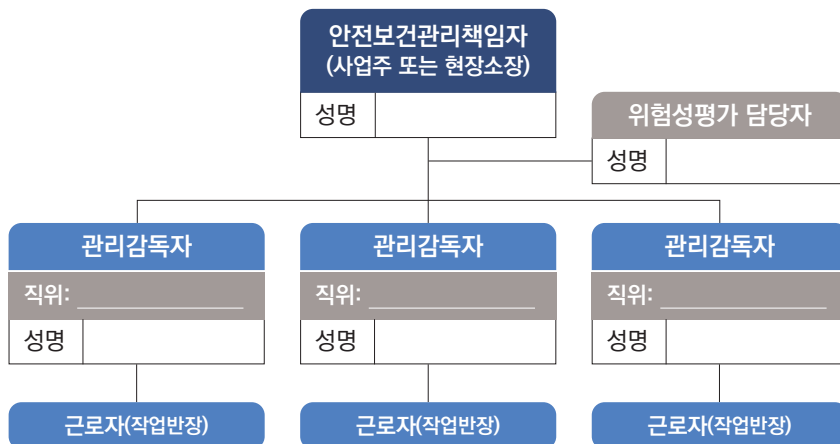 안전보건관리책임자
(사업주 또는 현장소장)
성명
위험성평가 담당자
성명
관리감독자
직위:
성명
관리감독자
직위:
성명
관리감독자
직위:
성명
근로자(작업반장)
근로자(작업반장)
근로자(작업반장)